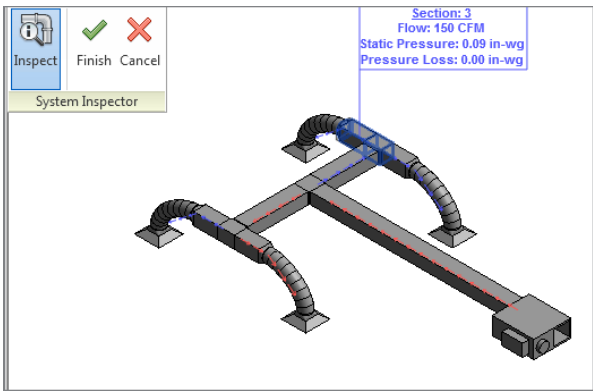 Section: 3
Flow: 150 CFM
Static Pressure: 0.09 in-wg
Pressure Loss: 0.00 in-wg
Inspect
Finish
Cancel
System Inspector